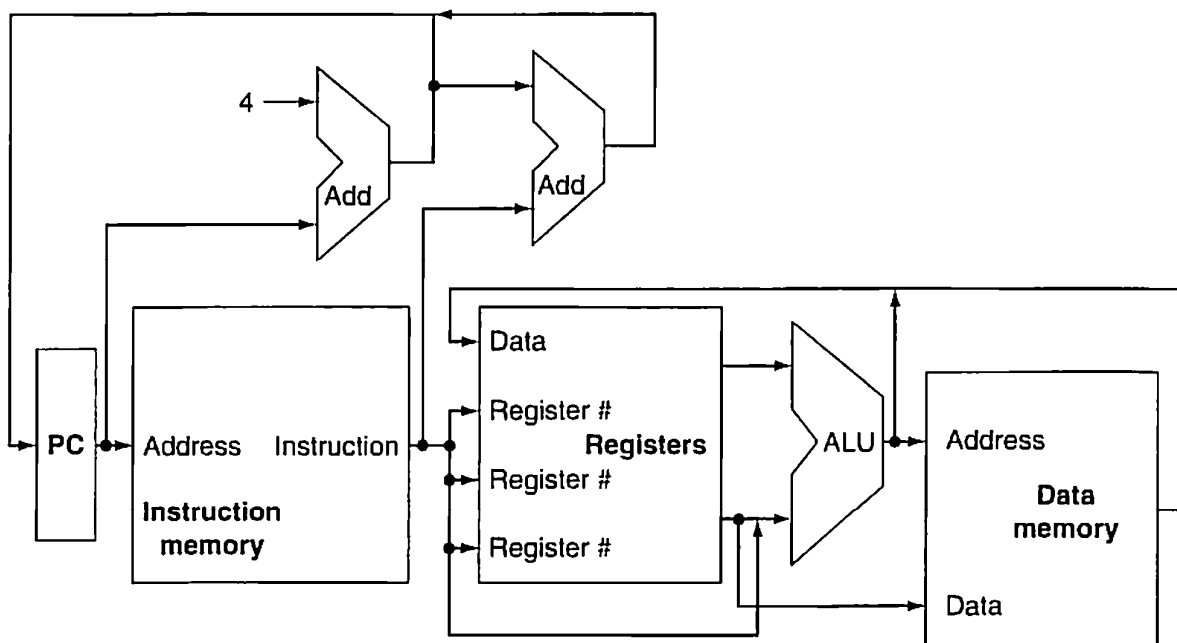 4
Add
Add
PC
Address
Instruction
Instruction
memory
Data
Register #
Registers
Register #
Register #
ALU
Address
Data
memory
Data